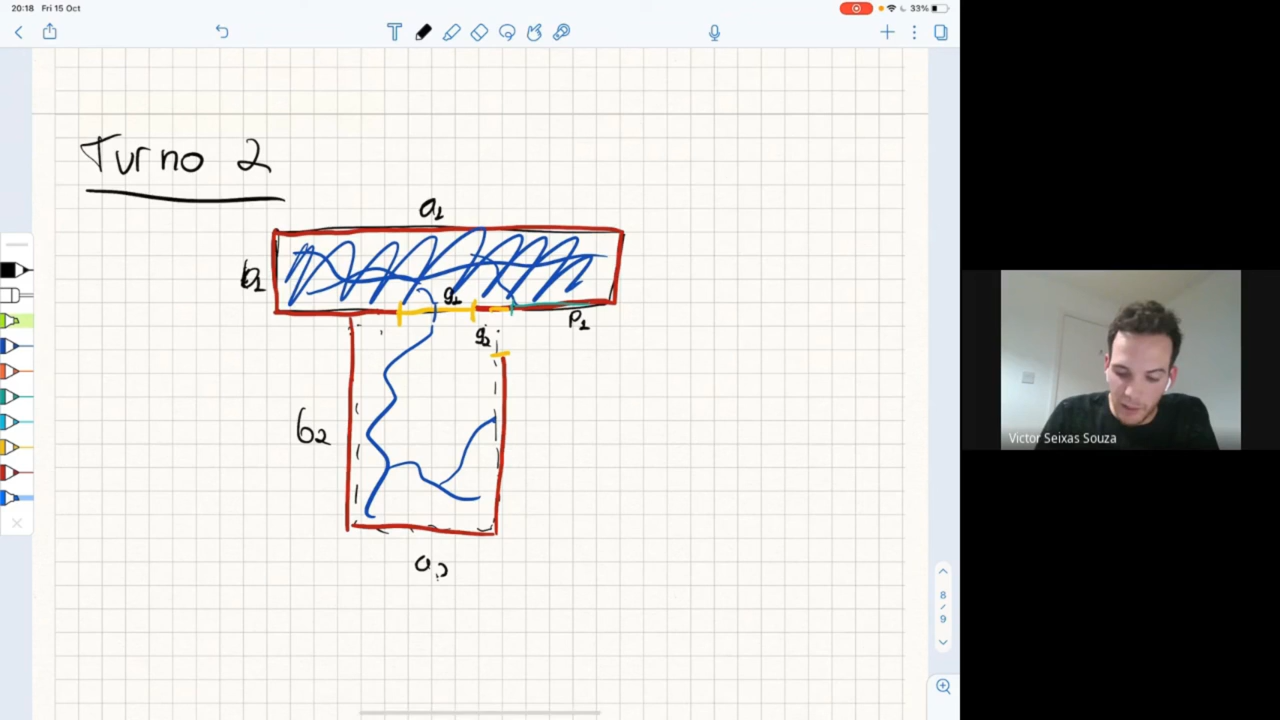 20:18 Fri 15 Oct
33%
Turno 2
a₁
b₁
g₁
g₂
p₁
b₂
a₂
8
/
9
Victor Seixas Souza